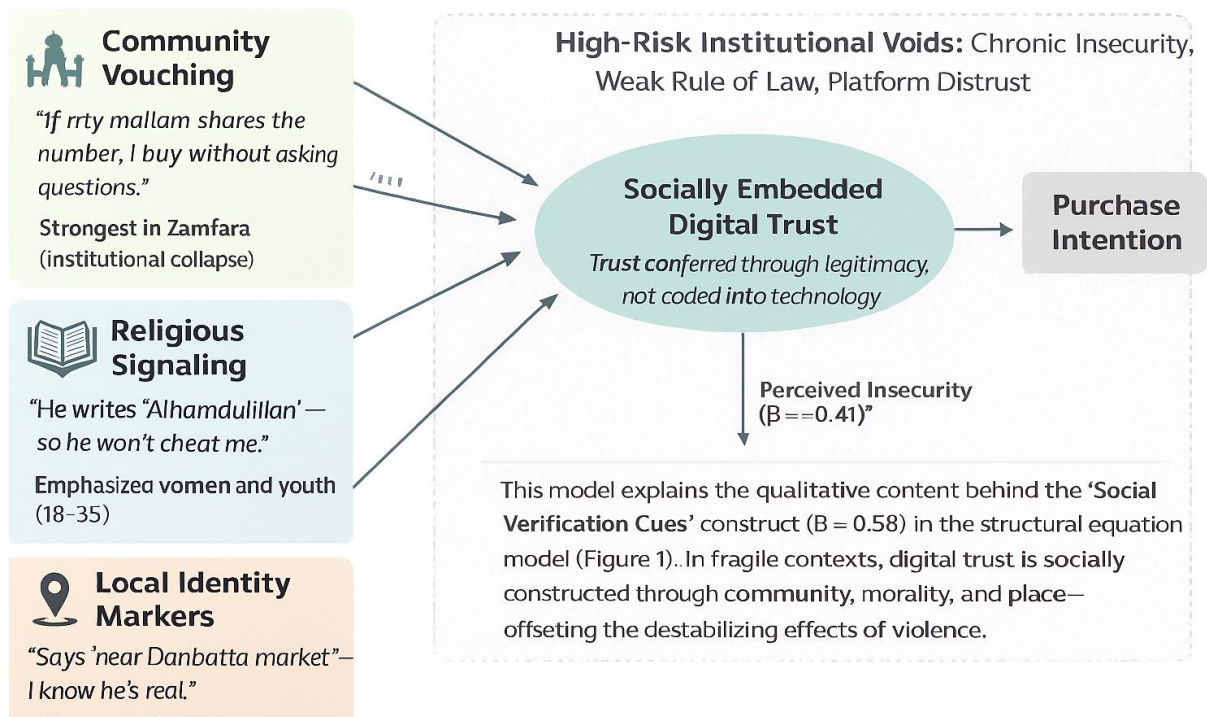 Community
Vouching
“If rrty mallam shares the
number, I buy without asking
questions.”
Strongest in Zamfara
(institutional collapse)
Religious
Signaling
“He writes “Alhamdulillan’ —
so he won’t cheat me.”
Emphasizea vomen and youth
(18–35)
Local Identity
Markers
“Says ’near Danbatta market”—
I know he’s real.”
High-Risk Institutional Voids: Chronic Insecurity,
Weak Rule of Law, Platform Distrust
Socially Embedded
Digital Trust
Trust conferred through legitimacy,
not coded into technology
Purchase
Intention
Perceived Insecurity
(B==0.41)”
This model explains the qualitative content behind the ‘Social
Verification Cues’ construct (B = 0.58) in the structural equation
model (Figure 1).. In fragile contexts, digital trust is socially
constructed through community, morality, and place—
offsetting the destabilizing effects of violence.